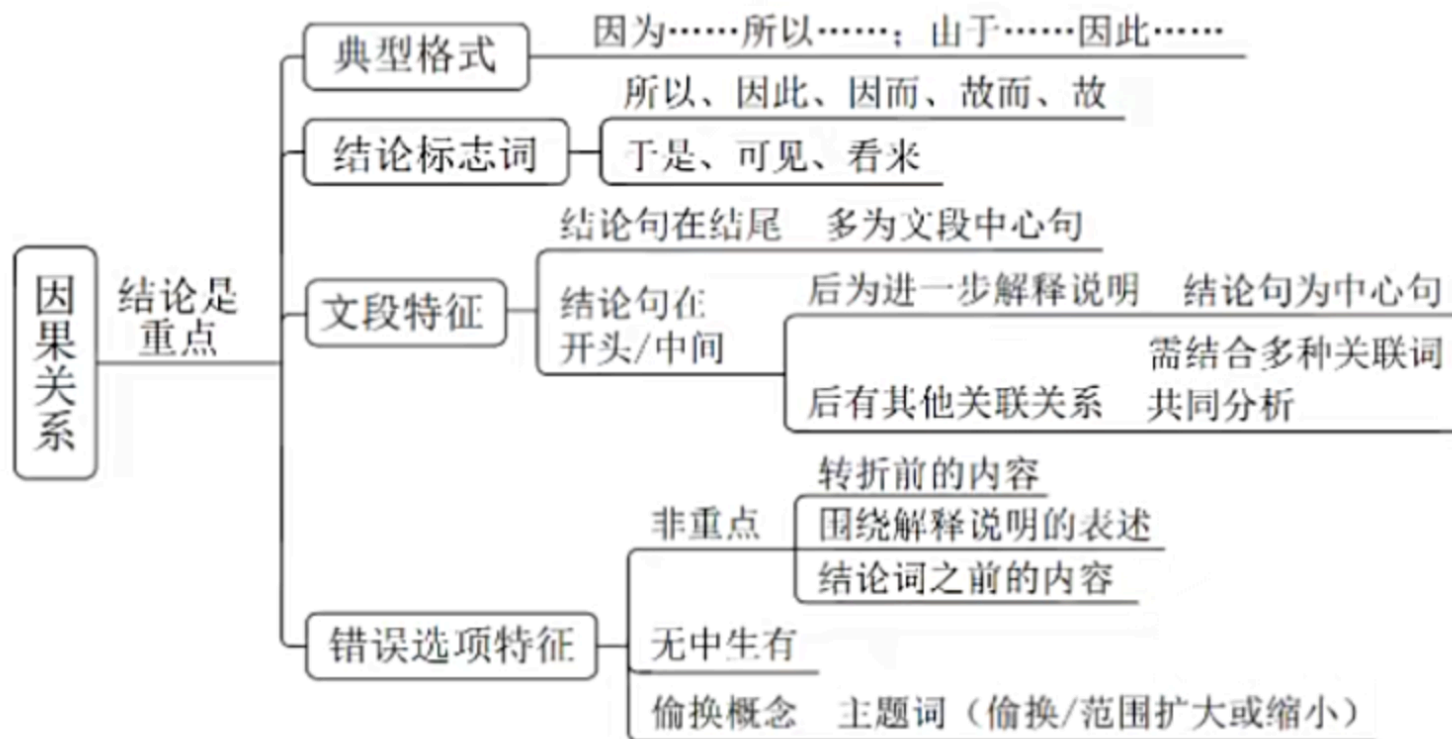 因果关系
结论是
重点
典型格式
因为……所以……；由于……因此……
结论标志词
所以、因此、因而、故而、故
于是、可见、看来
文段特征
结论句在结尾 多为文段中心句
结论句在
开头/中间
后为进一步解释说明 结论句为中心句
后有其他关联关系
需结合多种关联词
共同分析
错误选项特征
非重点
转折前的内容
围绕解释说明的表述
结论词之前的内容
无中生有
偷换概念 主题词（偷换/范围扩大或缩小）